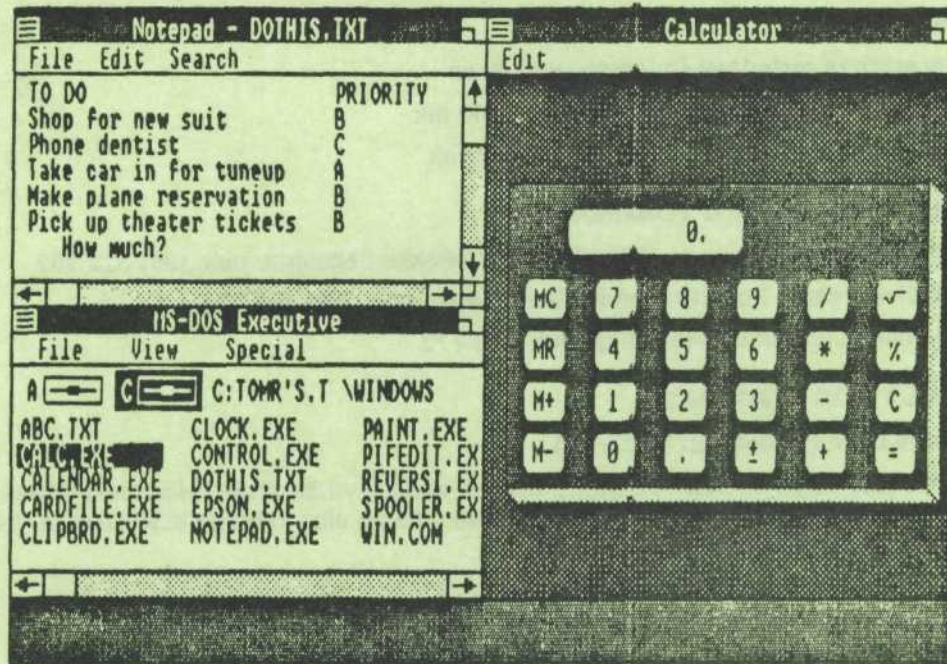 Notepad - DOTHIS.TXT
File Edit Search
TO DO PRIORITY
Shop for new suit B
Phone dentist C
Take car in for tuneup A
Make plane reservation B
Pick up theater tickets B
How much?
MS-DOS Executive
File View Special
A C C:TOMR'S.T \WINDOWS
ABC.TXT CLOCK.EXE PAINT.EXE
CALC.EXE CONTROL.EXE PIFEDIT.EX
CALENDAR.EXE DOTHIS.TXT REVERSI.EX
CARDFILE.EXE EPSON.EXE SPOOLER.EX
CLIPBRD.EXE NOTEPAD.EXE WIN.COM
Calculator
Edit
0.
MC 7 8 9 / √
MR 4 5 6 * %
M+ 1 2 3 - C
M- 0 . ± + =